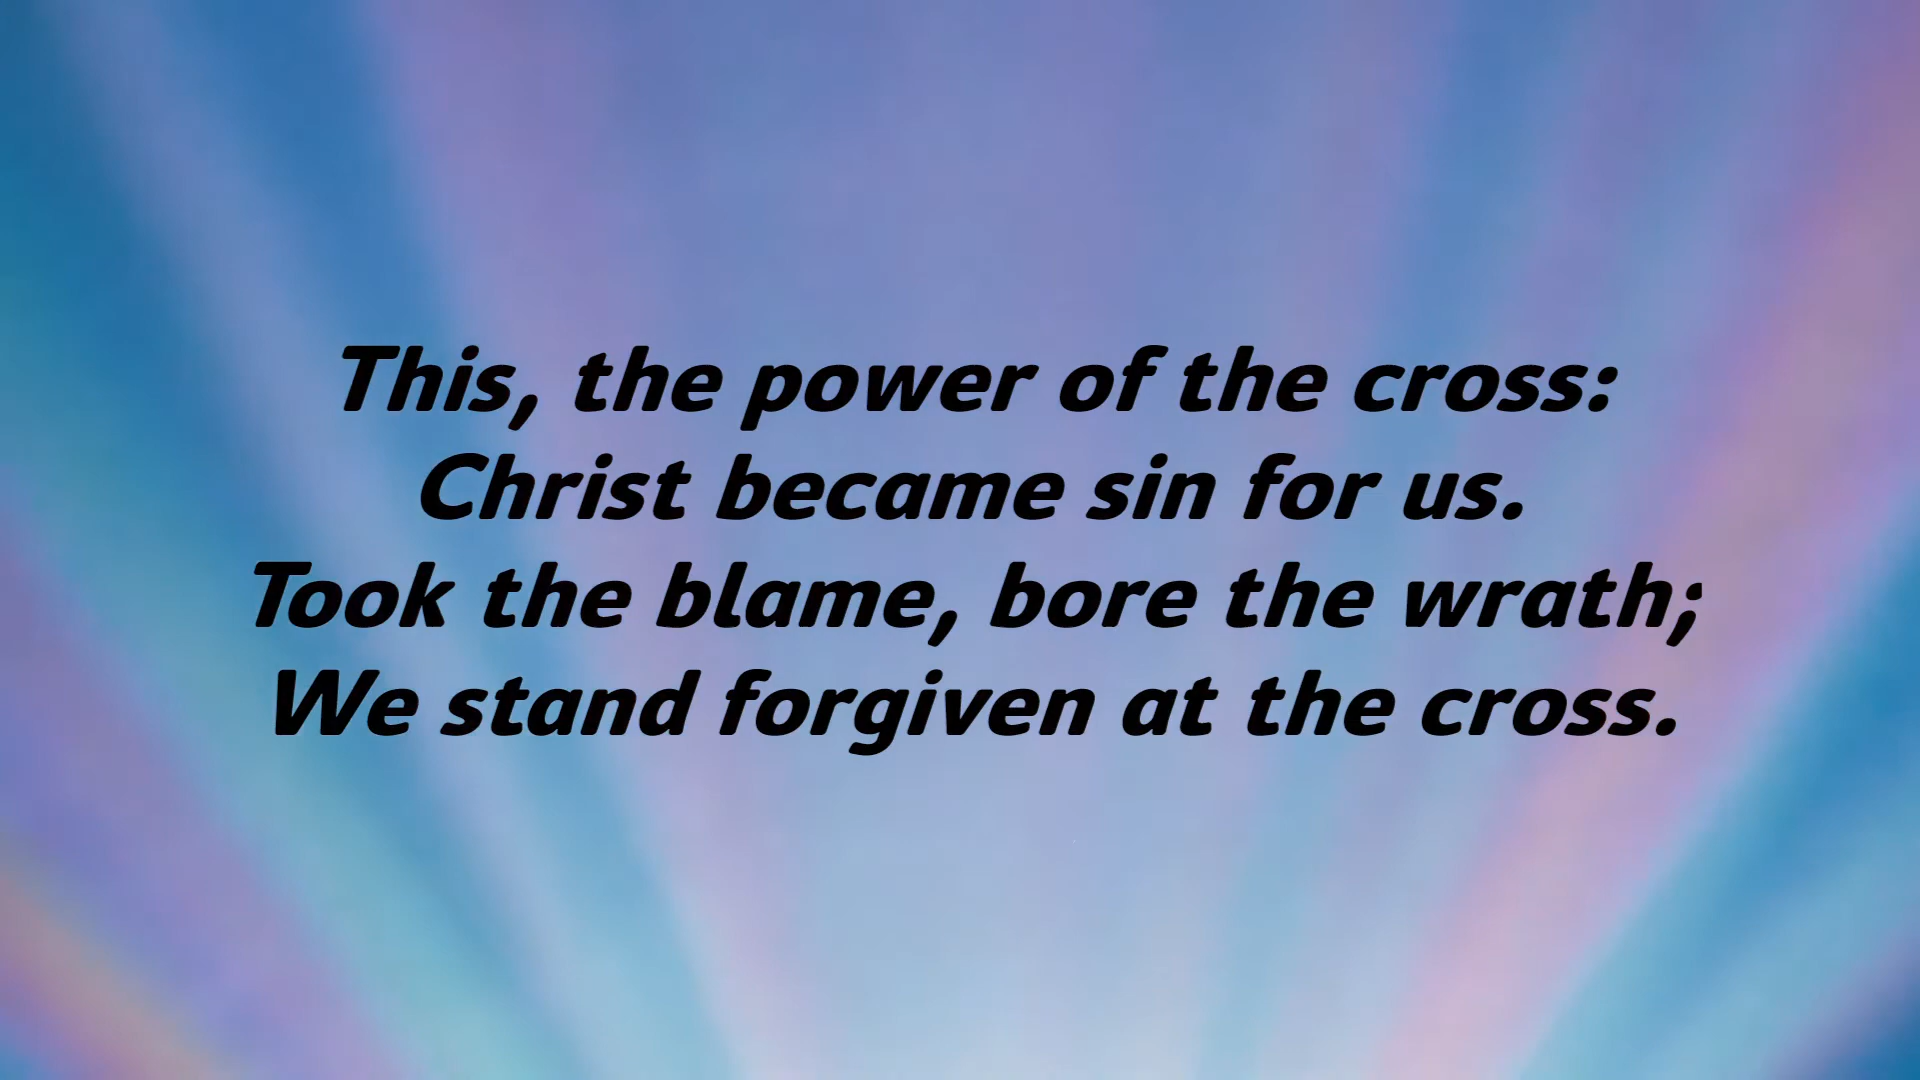 This, the power of the cross:
Christ became sin for us.
Took the blame, bore the wrath;
We stand forgiven at the cross.